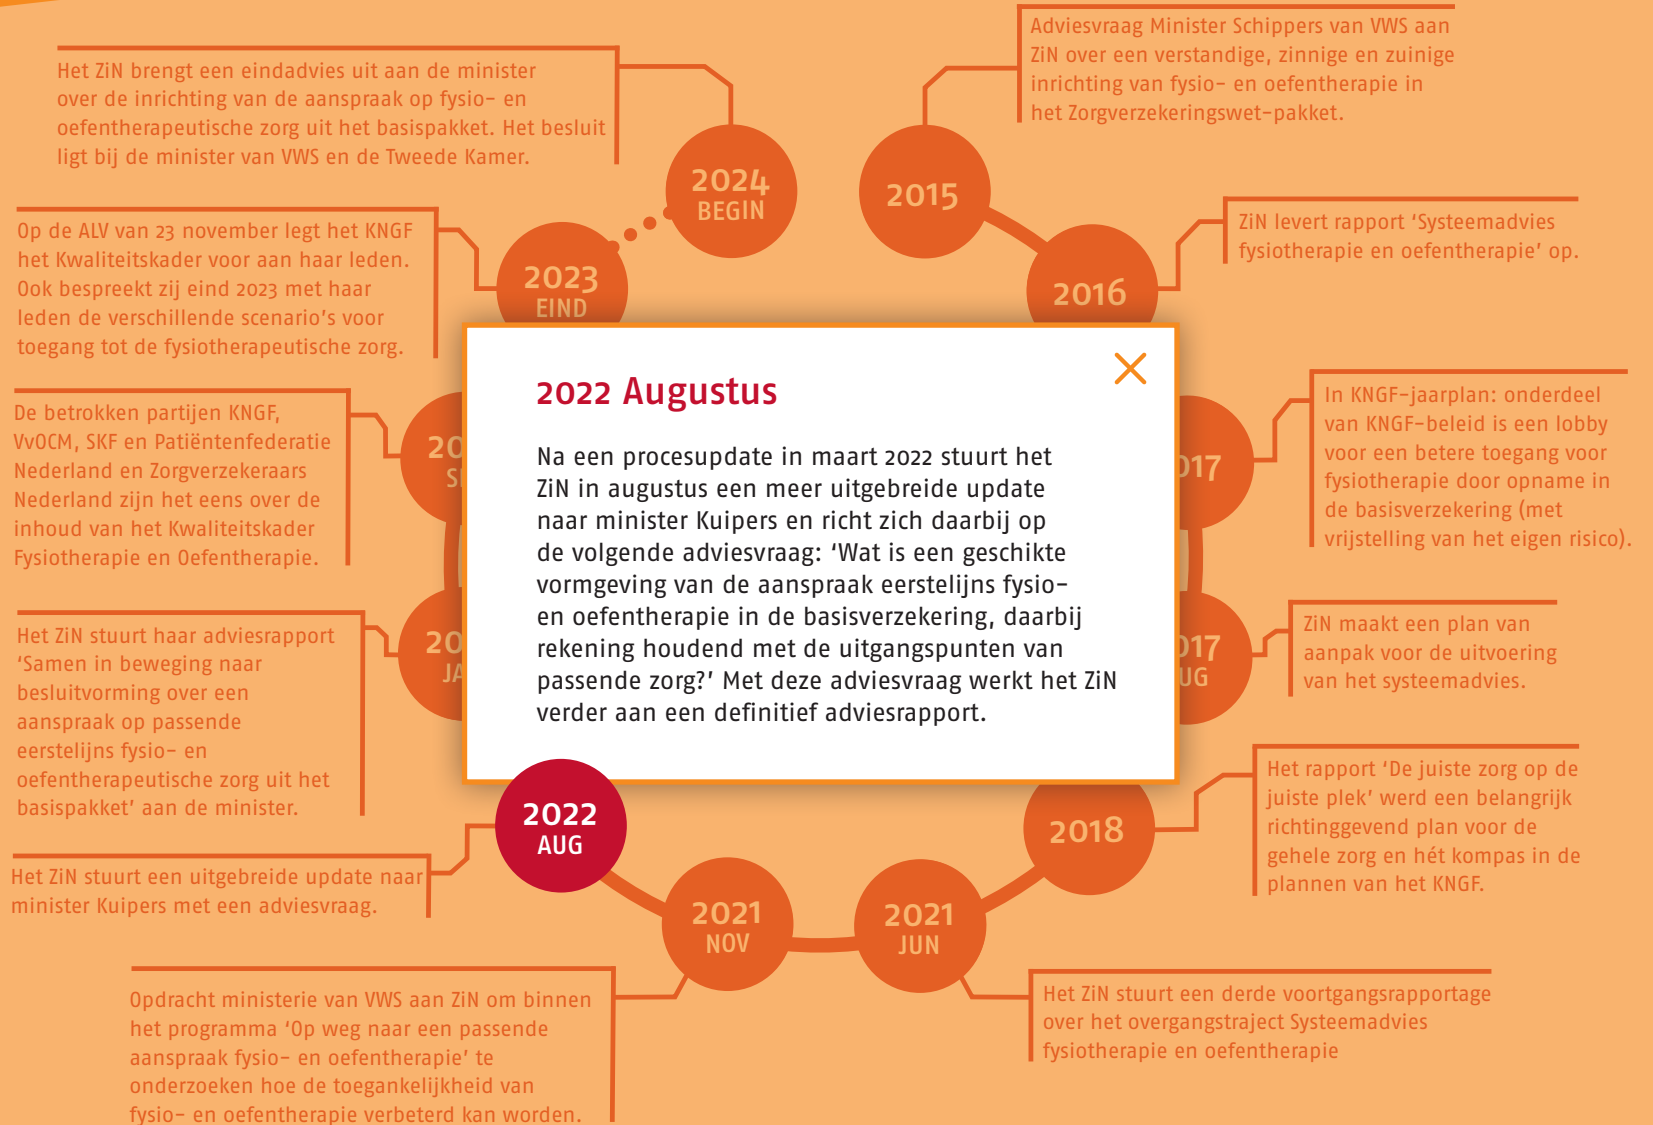 Adviesvraag Minister Schippers van VWS aan
ZiN over een verstandige, zinnige en zuinige
inrichting van fysio- en oefentherapie in
het Zorgverzekeringswet-pakket.
2015
ZiN levert rapport ‘Systeemadvies
fysiotherapie en oefentherapie’ op.
2016
In KNGF-jaarplan: onderdeel
van KNGF-beleid is een lobby
voor een betere toegang voor
fysiotherapie door opname in
de basisverzekering (met
vrijstelling van het eigen risico).
17
ZiN maakt een plan van
aanpak voor de uitvoering
van het systeemadvies.
17
UG
Het rapport ‘De juiste zorg op de
juiste plek’ werd een belangrijk
richtinggevend plan voor de
gehele zorg en hét kompas in de
plannen van het KNGF.
2018
Het ZiN stuurt een derde voortgangsrapportage
over het overgangstraject Systeemadvies
fysiotherapie en oefentherapie
2021
JUN
Opdracht ministerie van VWS aan ZiN om binnen
het programma ‘Op weg naar een passende
aanspraak fysio- en oefentherapie’ te
onderzoeken hoe de toegankelijkheid van
fysio- en oefentherapie verbeterd kan worden.
2021
NOV
Het ZiN stuurt een uitgebreide update naar
minister Kuipers met een adviesvraag.
2022
AUG
Het ZiN stuurt haar adviesrapport
‘Samen in beweging naar
besluitvorming over een
aanspraak op passende
eerstelijns fysio- en
oefentherapeutische zorg uit het
basispakket’ aan de minister.
20
JA
De betrokken partijen KNGF,
VvOCM, SKF en Patiëntenfederatie
Nederland en Zorgverzekeraars
Nederland zijn het eens over de
inhoud van het Kwaliteitskader
Fysiotherapie en Oefentherapie.
20
S
Op de ALV van 23 november legt het KNGF
het Kwaliteitskader voor aan haar leden.
Ook bespreekt zij eind 2023 met haar
leden de verschillende scenario’s voor
toegang tot de fysiotherapeutische zorg.
2023
EIND
Het ZiN brengt een eindadvies uit aan de minister
over de inrichting van de aanspraak op fysio- en
oefentherapeutische zorg uit het basispakket. Het besluit
ligt bij de minister van VWS en de Tweede Kamer.
2024
BEGIN
2022 Augustus
Na een procesupdate in maart 2022 stuurt het
ZiN in augustus een meer uitgebreide update
naar minister Kuipers en richt zich daarbij op
de volgende adviesvraag: ‘Wat is een geschikte
vormgeving van de aanspraak eerstelijns fysio-
en oefentherapie in de basisverzekering, daarbij
rekening houdend met de uitgangspunten van
passende zorg?’ Met deze adviesvraag werkt het ZiN
verder aan een definitief adviesrapport.